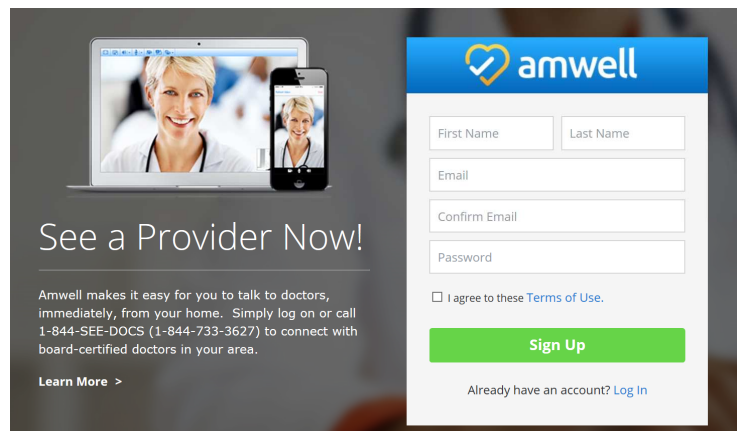 See a Provider Now!
Amwell makes it easy for you to talk to doctors,
immediately, from your home. Simply log on or call
1-844-SEE-DOCS (1-844-733-3627) to connect with
board-certified doctors in your area.
Learn More >
amwell
First Name
Last Name
Email
Confirm Email
Password
I agree to these Terms of Use.
Sign Up
Already have an account? Log In